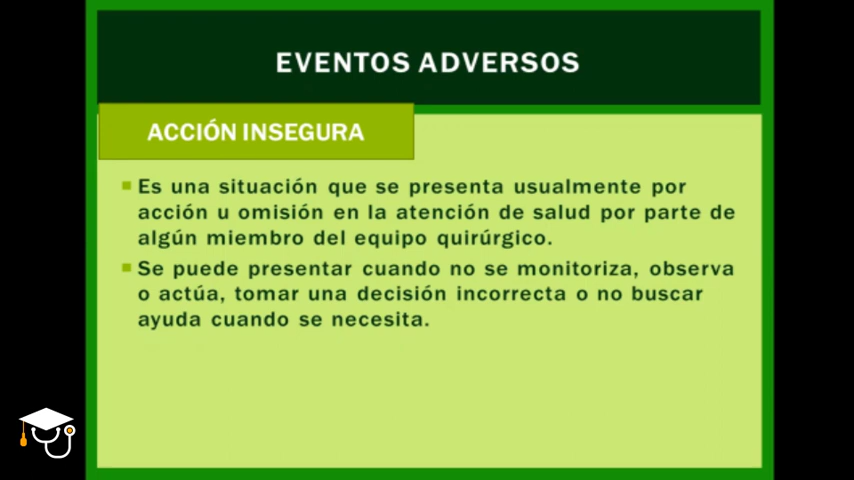 EVENTOS ADVERSOS
ACCIÓN INSEGURA
Es una situación que se presenta usualmente por
acción u omisión en la atención de salud por parte de
algún miembro del equipo quirúrgico.
Se puede presentar cuando no se monitoriza, observa
o actúa, tomar una decisión incorrecta o no buscar
ayuda cuando se necesita.